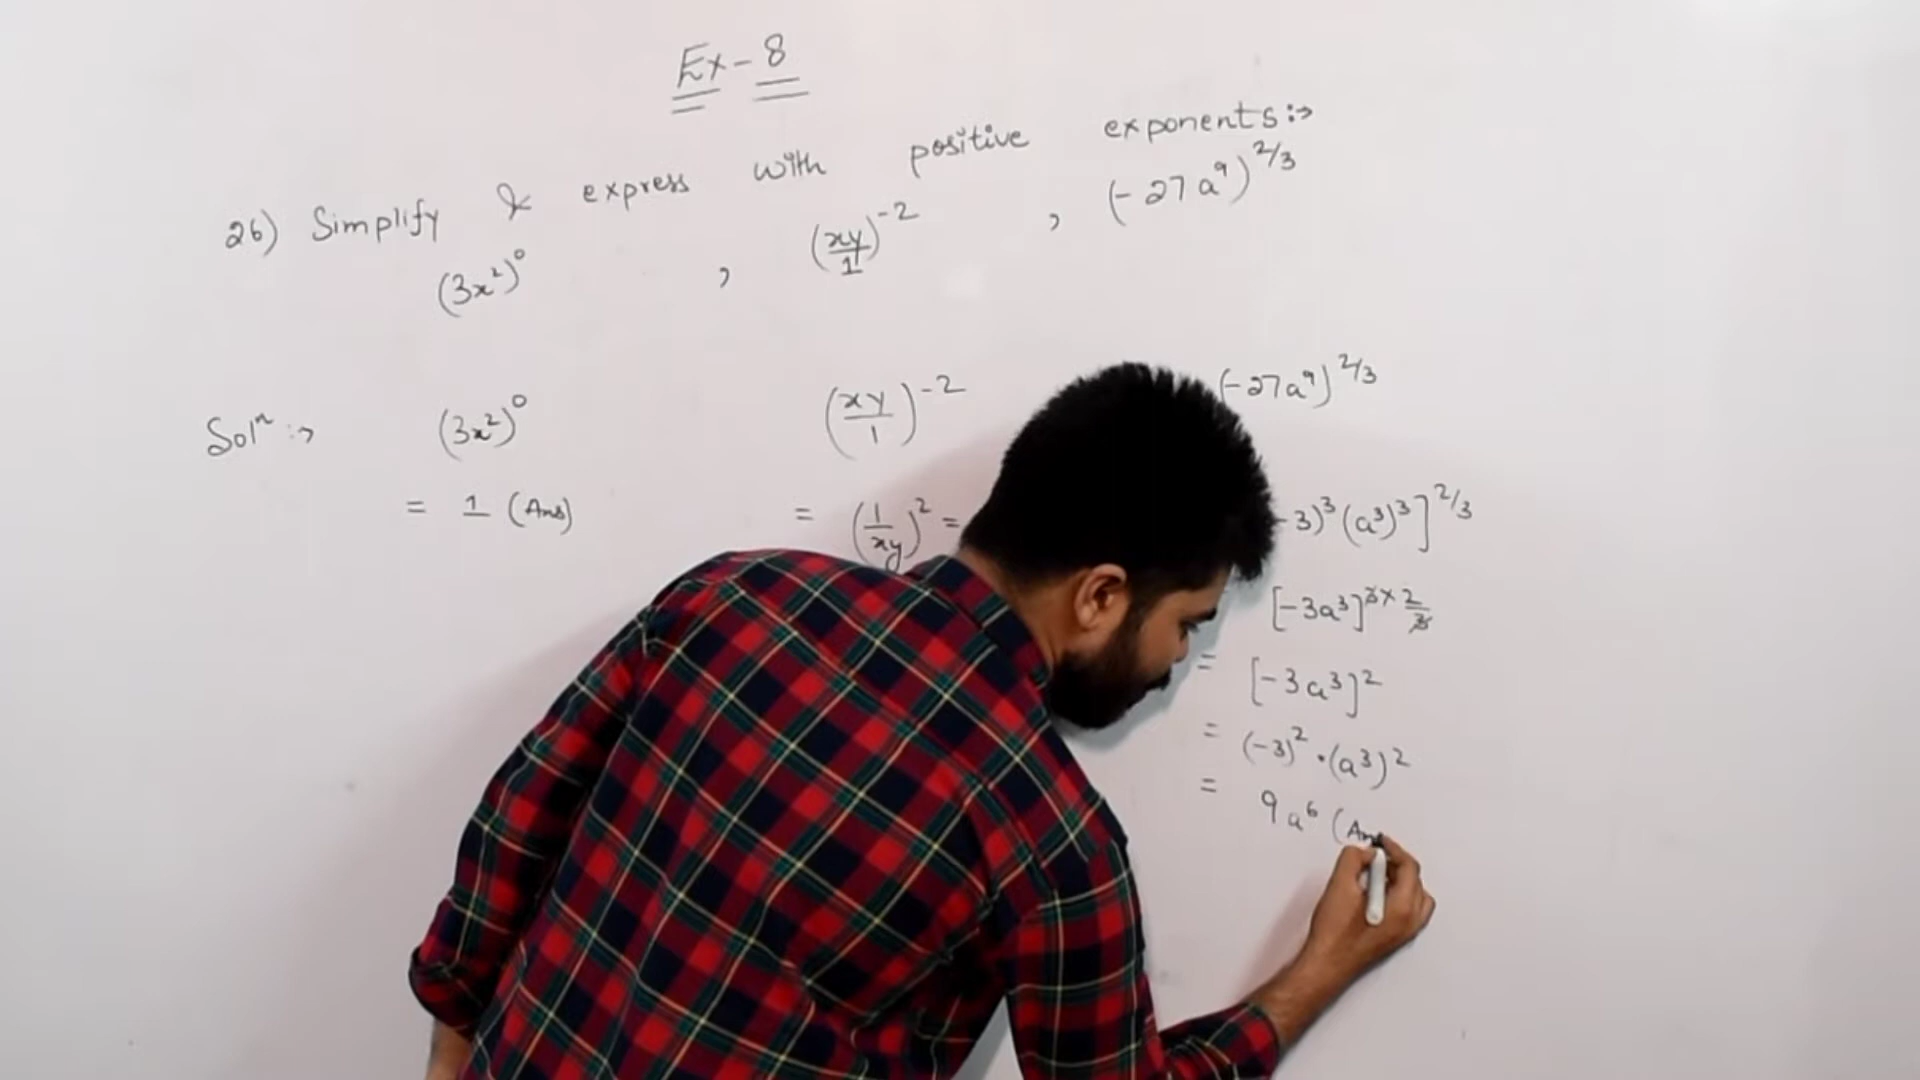 Ex - 8
26) Simplify & express with positive exponents :→
(3x²)⁰ , (xy/1)⁻² , (-27a⁹)^2/3
Solⁿ :→ (3x²)⁰
= 1 (Ans)
(xy/1)⁻²
= (1/xy)² =
(-27a⁹)^2/3
-3)³(a³)³]^2/3
[-3a³]^3×2/3
= [-3a³]²
= (-3)² · (a³)²
= 9a⁶ (Ans